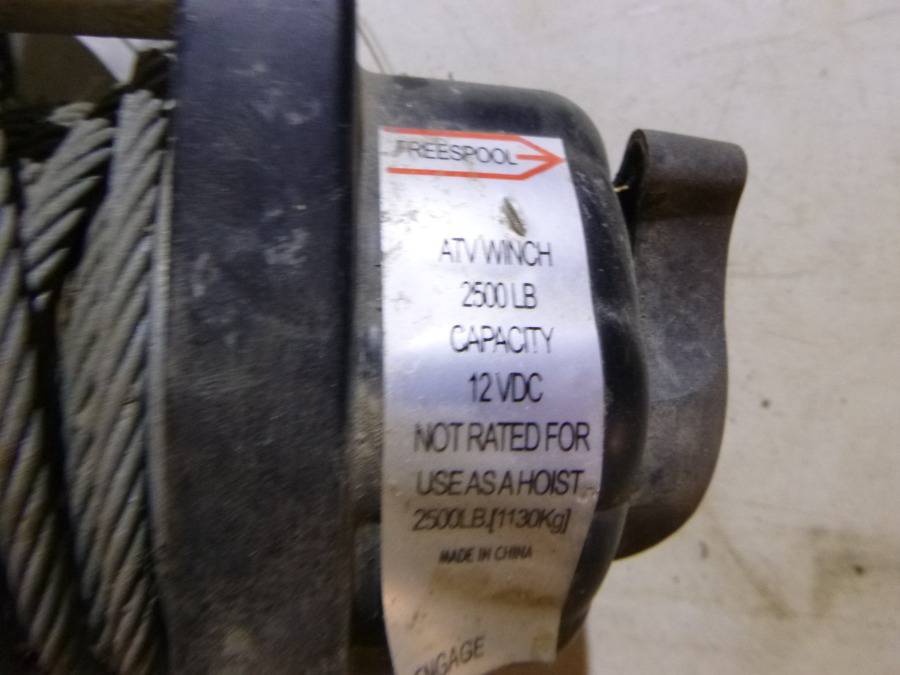 FREESPOOL
ATV WINCH
2500 LB
CAPACITY
12 VDC
NOT RATED FOR
USE AS A HOIST
2500LB.[1130Kg]
MADE IN CHINA
ENGAGE